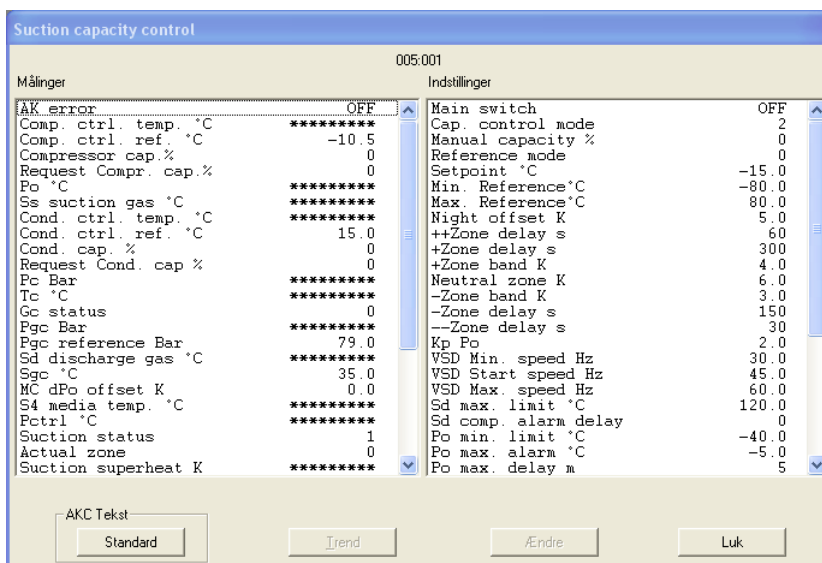 Suction capacity control
005:001
Målinger
AK error OFF
Comp. ctrl. temp. °C *********
Comp. ctrl. ref. °C -10.5
Compressor cap.% 0
Request Compr. cap.% 0
Po °C *********
Ss suction gas °C *********
Cond. ctrl. temp. °C *********
Cond. ctrl. ref. °C 15.0
Cond. cap. % 0
Request Cond. cap % 0
Pc Bar *********
Tc °C *********
Gc status 0
Pgc Bar *********
Pgc reference Bar 79.0
Sd discharge gas °C *********
Sgc °C 35.0
MC dPo offset K 0.0
S4 media temp. °C *********
Pctrl °C *********
Suction status 1
Actual zone 0
Suction superheat K *********
Indstillinger
Main switch OFF
Cap. control mode 2
Manual capacity % 0
Reference mode 0
Setpoint °C -15.0
Min. Reference°C -80.0
Max. Reference°C 80.0
Night offset K 5.0
++Zone delay s 60
+Zone delay s 300
+Zone band K 4.0
Neutral zone K 6.0
-Zone band K 3.0
-Zone delay s 150
--Zone delay s 30
Kp Po 2.0
VSD Min. speed Hz 30.0
VSD Start speed Hz 45.0
VSD Max. speed Hz 60.0
Sd max. limit °C 120.0
Sd comp. alarm delay 0
Po min. limit °C -40.0
Po max. alarm °C -5.0
Po max. delay m 5
AKC Tekst
Standard
Trend
Ændre
Luk